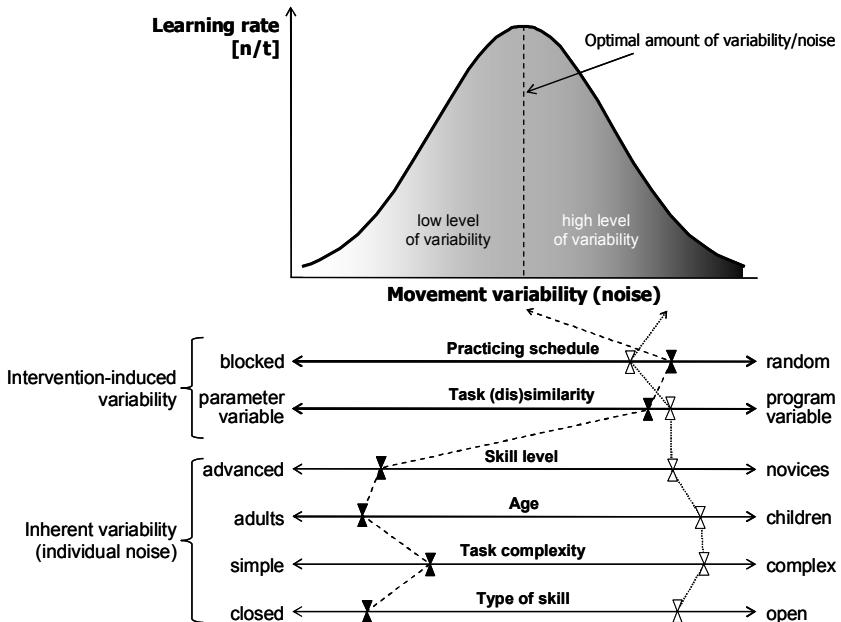 Learning rate
[n/t]
Optimal amount of variability/noise
low level
of variability
high level
of variability
Movement variability (noise)
Intervention-induced
variability
blocked
Practicing schedule
random
parameter
variable
Task (dis)similarity
program
variable
Inherent variability
(individual noise)
advanced
Skill level
novices
adults
Age
children
simple
Task complexity
complex
closed
Type of skill
open